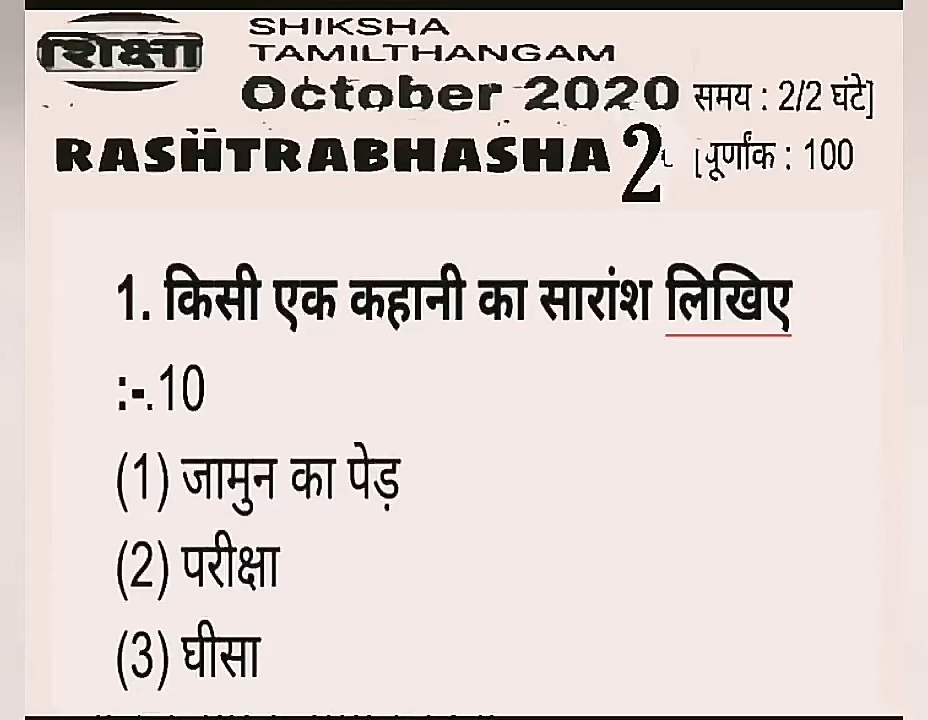 शिक्षा
SHIKSHA
TAMILTHANGAM
October 2020 समय : 2/2 घंटे]
RASHTRABHASHA 2 [पूर्णांक : 100
1. किसी एक कहानी का सारांश लिखिए
:-.10
(1) जामुन का पेड़
(2) परीक्षा
(3) घीसा